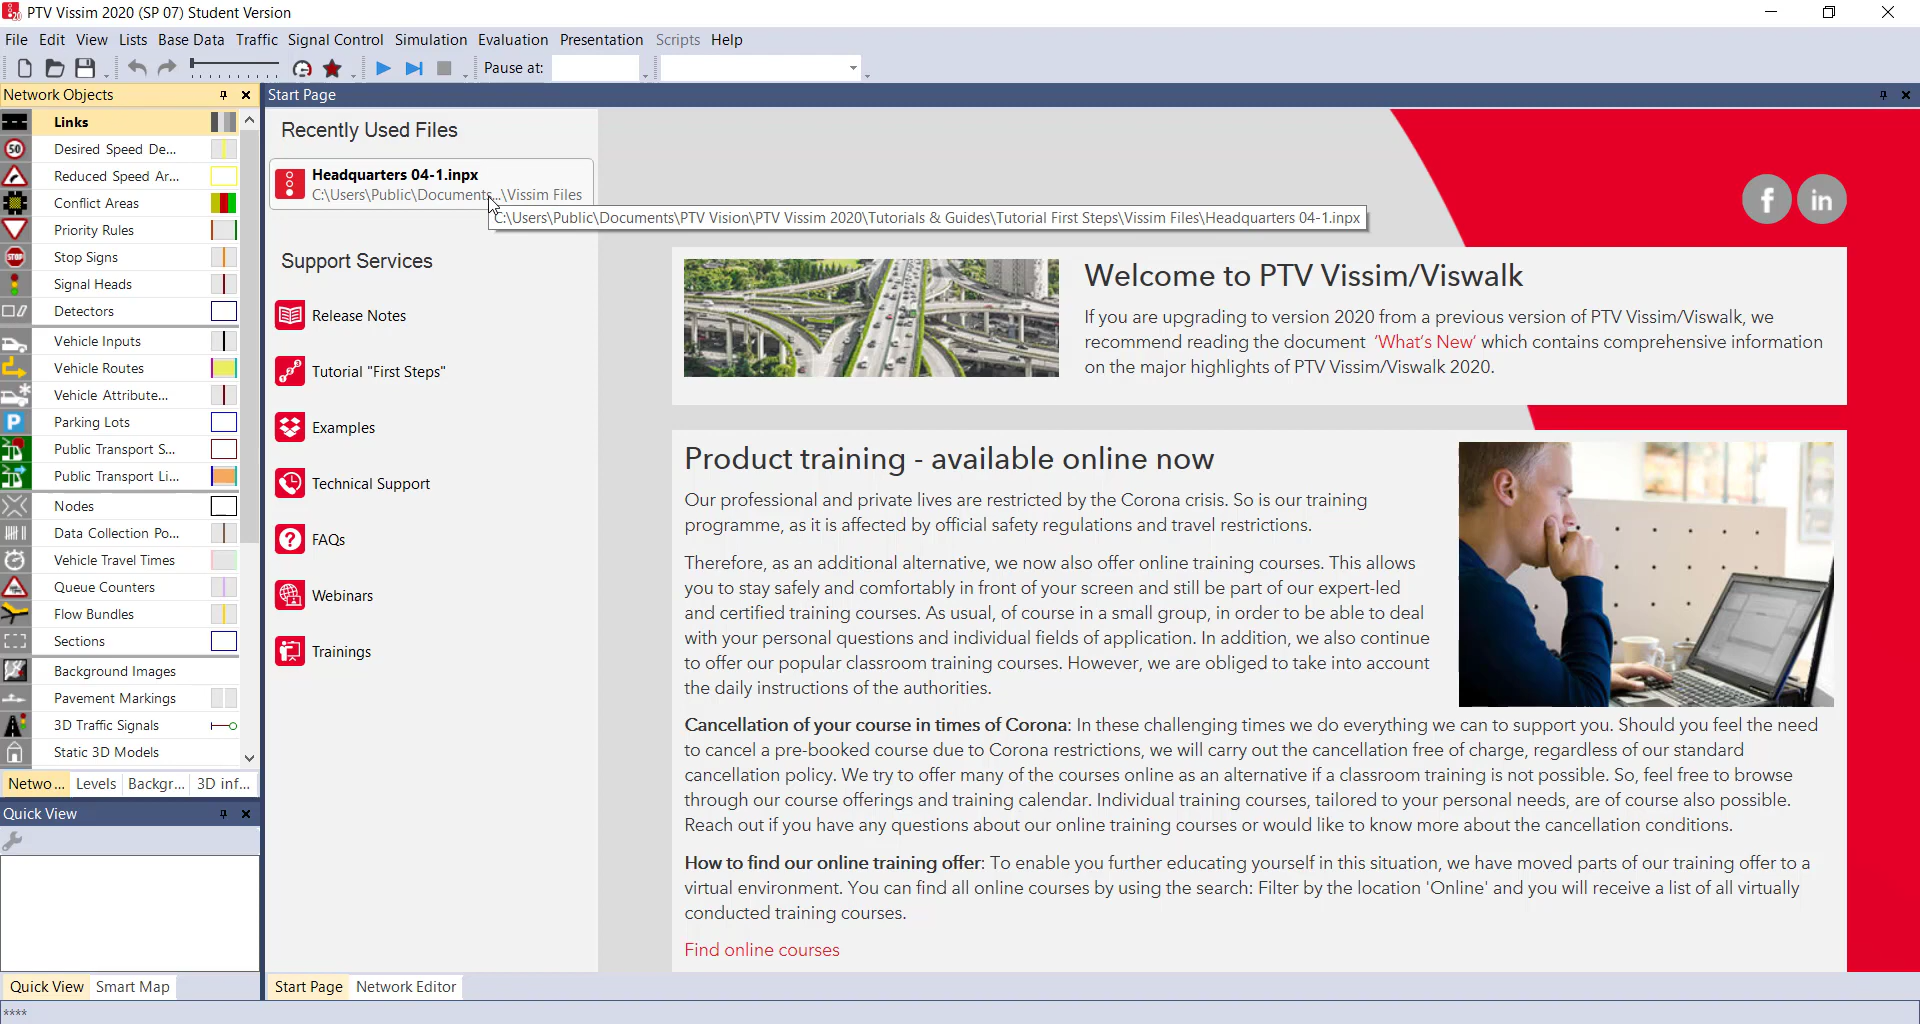 PTV Vissim 2020 (SP 07) Student Version
File Edit View Lists Base Data Traffic Signal Control Simulation Evaluation Presentation Scripts Help
Pause at:
Network Objects
Links
50 Desired Speed De...
Reduced Speed Ar...
Conflict Areas
Priority Rules
STOP Stop Signs
Signal Heads
Detectors
Vehicle Inputs
Vehicle Routes
Vehicle Attribute...
P Parking Lots
Public Transport S...
Public Transport Li...
Nodes
Data Collection Po...
Vehicle Travel Times
Queue Counters
Flow Bundles
Sections
Background Images
Pavement Markings
3D Traffic Signals
Static 3D Models
Netwo... Levels Backgr... 3D inf...
Quick View
Quick View Smart Map
****
Start Page
Recently Used Files
Headquarters 04-1.inpx
C:\Users\Public\Documents...\Vissim Files
C:\Users\Public\Documents\PTV Vision\PTV Vissim 2020\Tutorials & Guides\Tutorial First Steps\Vissim Files\Headquarters 04-1.inpx
Support Services
Release Notes
Tutorial "First Steps"
Examples
Technical Support
? FAQs
Webinars
Trainings
f in
Welcome to PTV Vissim/Viswalk
If you are upgrading to version 2020 from a previous version of PTV Vissim/Viswalk, we
recommend reading the document 'What's New' which contains comprehensive information
on the major highlights of PTV Vissim/Viswalk 2020.
Product training - available online now
Our professional and private lives are restricted by the Corona crisis. So is our training
programme, as it is affected by official safety regulations and travel restrictions.
Therefore, as an additional alternative, we now also offer online training courses. This allows
you to stay safely and comfortably in front of your screen and still be part of our expert-led
and certified training courses. As usual, of course in a small group, in order to be able to deal
with your personal questions and individual fields of application. In addition, we also continue
to offer our popular classroom training courses. However, we are obliged to take into account
the daily instructions of the authorities.
Cancellation of your course in times of Corona: In these challenging times we do everything we can to support you. Should you feel the need
to cancel a pre-booked course due to Corona restrictions, we will carry out the cancellation free of charge, regardless of our standard
cancellation policy. We try to offer many of the courses online as an alternative if a classroom training is not possible. So, feel free to browse
through our course offerings and training calendar. Individual training courses, tailored to your personal needs, are of course also possible.
Reach out if you have any questions about our online training courses or would like to know more about the cancellation conditions.
How to find our online training offer: To enable you further educating yourself in this situation, we have moved parts of our training offer to a
virtual environment. You can find all online courses by using the search: Filter by the location 'Online' and you will receive a list of all virtually
conducted training courses.
Find online courses
Start Page Network Editor